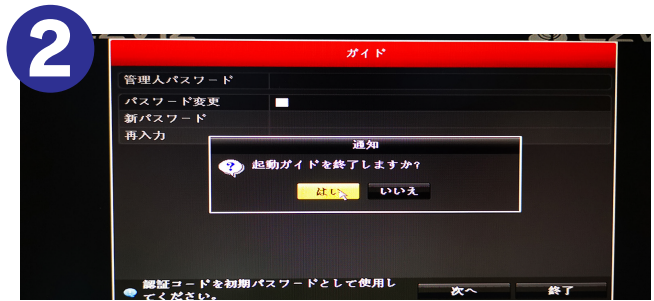 2
ガイド
管理人パスワード
パスワード変更
新パスワード
再入力
通知
起動ガイドを終了しますか?
はい いいえ
認証コードを初期パスワードとして使用し
てください。
次へ 終了